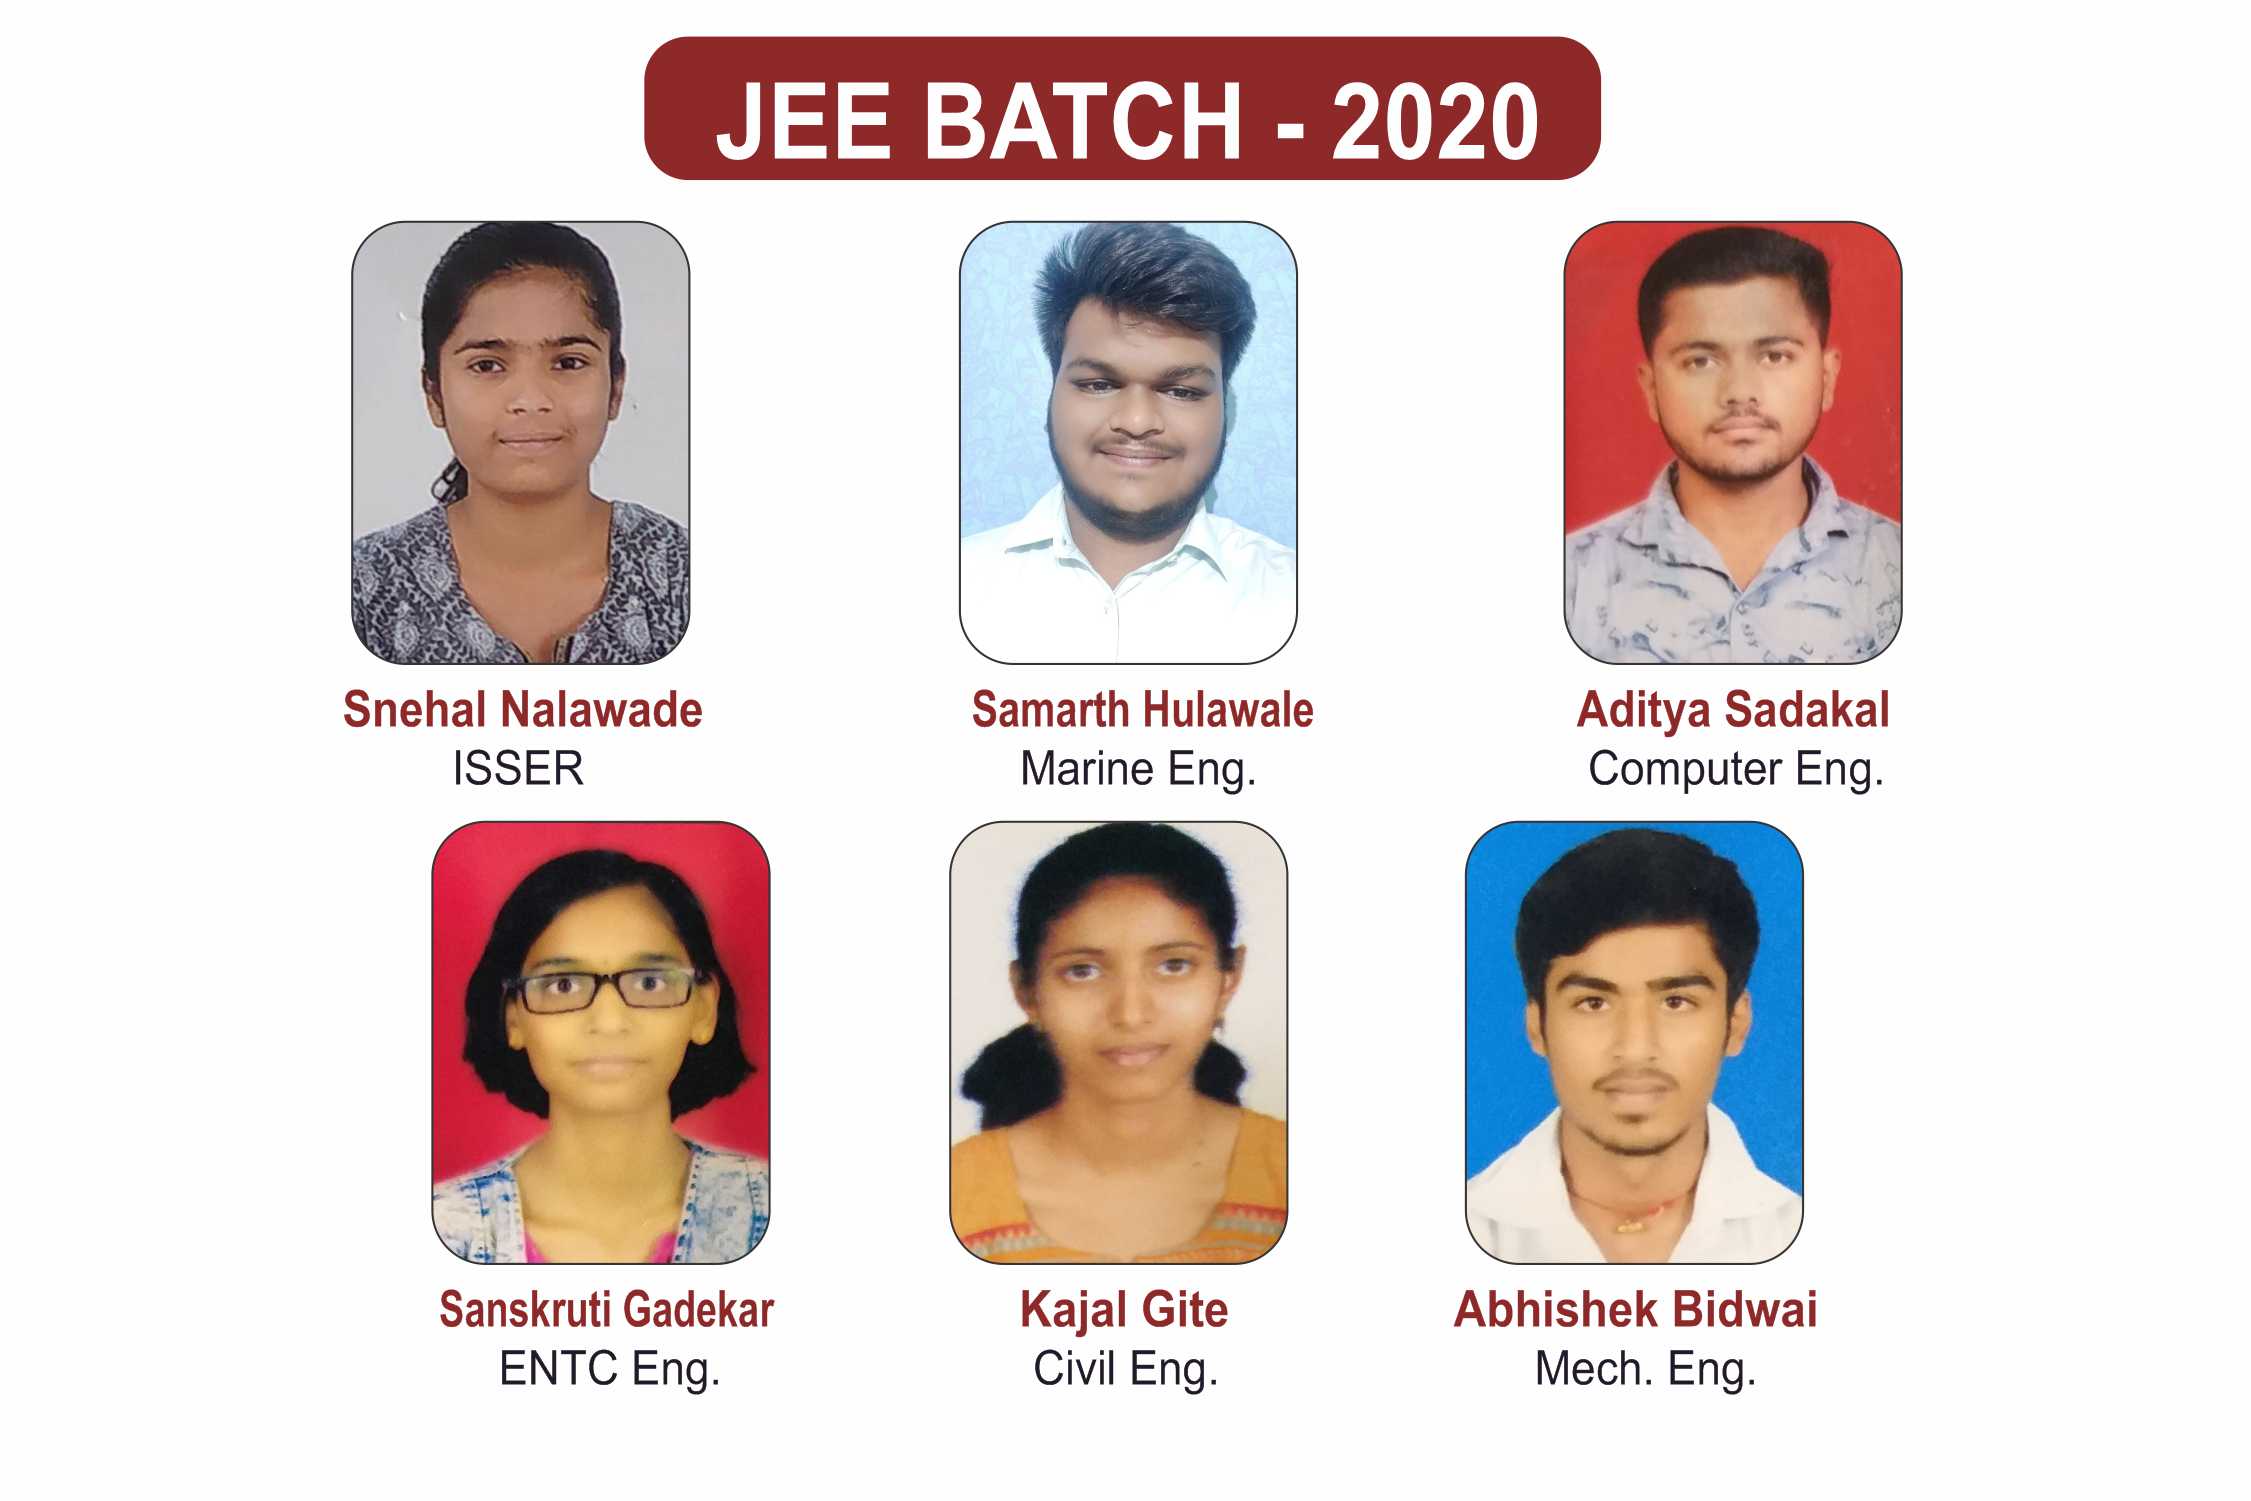 JEE BATCH - 2020
Snehal Nalawade
ISSER
Samarth Hulawale
Marine Eng.
Aditya Sadakal
Computer Eng.
Sanskruti Gadekar
ENTC Eng.
Kajal Gite
Civil Eng.
Abhishek Bidwai
Mech. Eng.